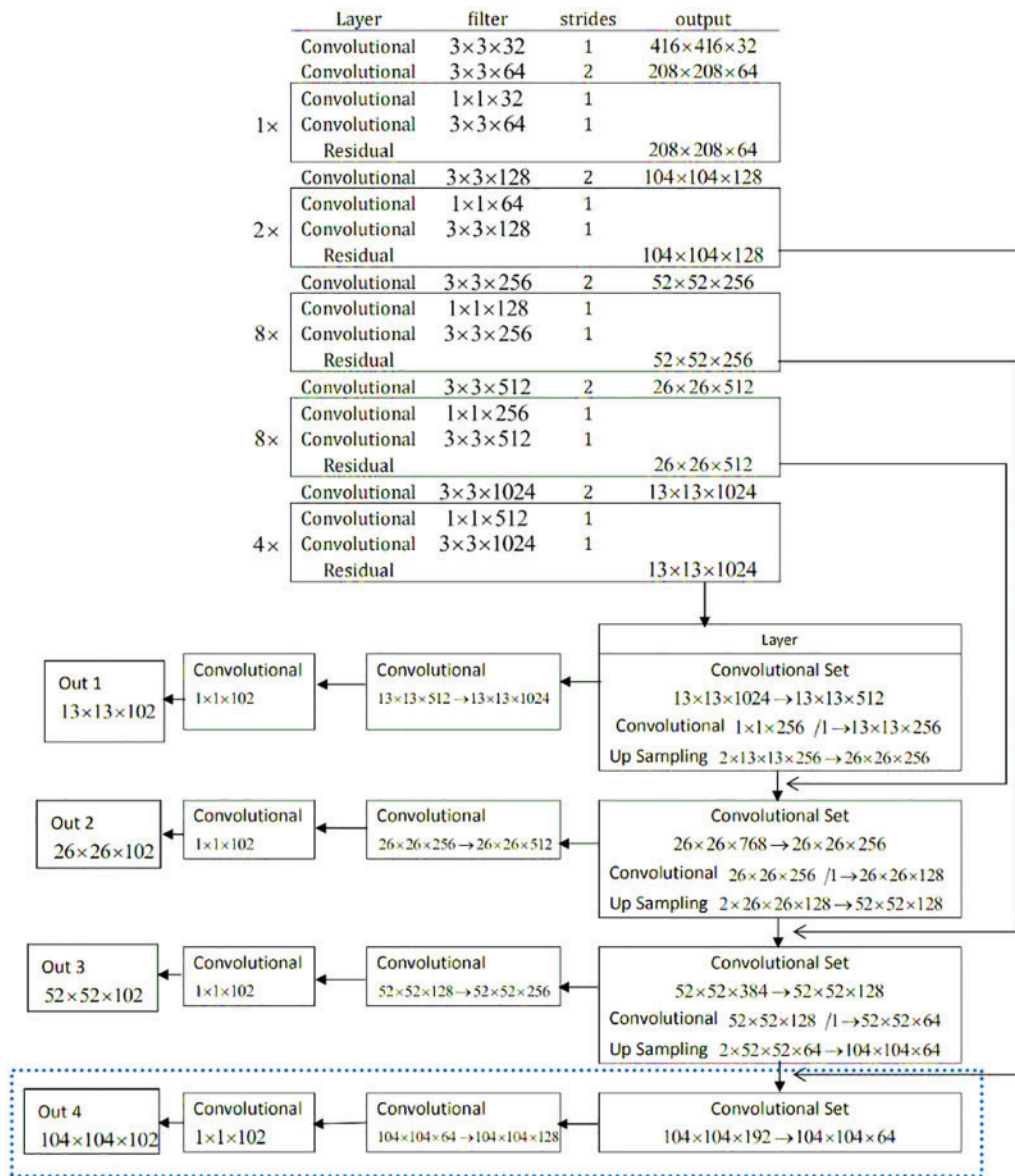 Layer filter strides output
Convolutional 3×3×32 1 416×416×32
Convolutional 3×3×64 2 208×208×64
Convolutional 1×1×32 1
1× Convolutional 3×3×64 1
Residual 208×208×64
Convolutional 3×3×128 2 104×104×128
Convolutional 1×1×64 1
2× Convolutional 3×3×128 1
Residual 104×104×128
Convolutional 3×3×256 2 52×52×256
Convolutional 1×1×128 1
8× Convolutional 3×3×256 1
Residual 52×52×256
Convolutional 3×3×512 2 26×26×512
Convolutional 1×1×256 1
8× Convolutional 3×3×512 1
Residual 26×26×512
Convolutional 3×3×1024 2 13×13×1024
Convolutional 1×1×512 1
4× Convolutional 3×3×1024 1
Residual 13×13×1024
Layer
Convolutional Set
13×13×1024→13×13×512
Convolutional 1×1×256 /1→13×13×256
Up Sampling 2×13×13×256→26×26×256
Convolutional
13×13×512→13×13×1024
Convolutional
1×1×102
Out 1
13×13×102
Convolutional Set
26×26×768→26×26×256
Convolutional 26×26×256 /1→26×26×128
Up Sampling 2×26×26×128→52×52×128
Convolutional
26×26×256→26×26×512
Convolutional
1×1×102
Out 2
26×26×102
Convolutional Set
52×52×384→52×52×128
Convolutional 52×52×128 /1→52×52×64
Up Sampling 2×52×52×64→104×104×64
Convolutional
52×52×128→52×52×256
Convolutional
1×1×102
Out 3
52×52×102
Convolutional Set
104×104×192→104×104×64
Convolutional
104×104×64→104×104×128
Convolutional
1×1×102
Out 4
104×104×102